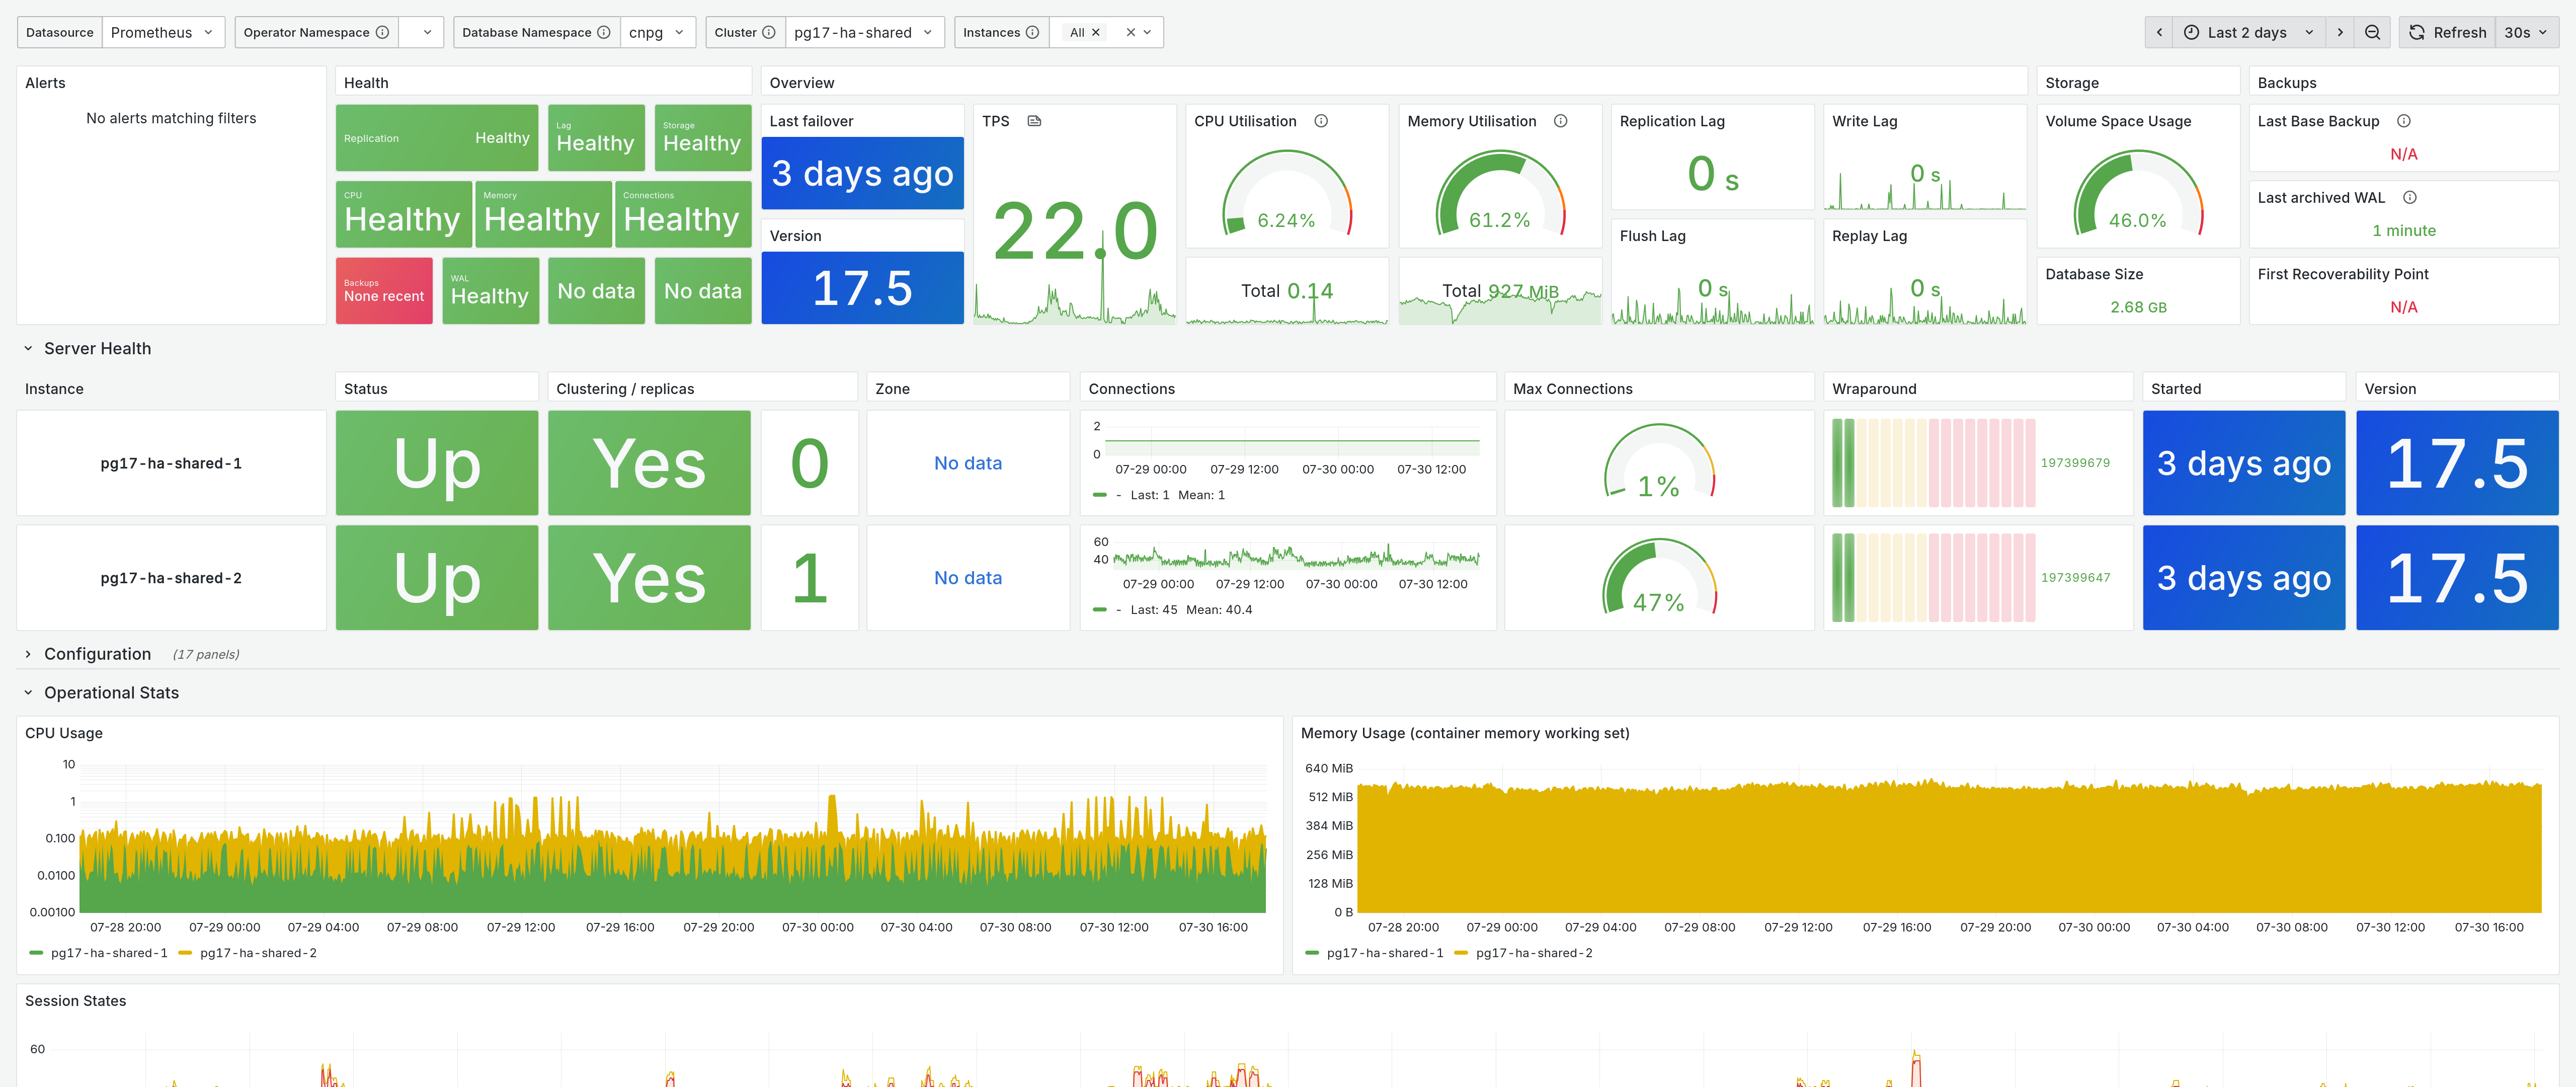 Datasource Prometheus Operator Namespace Database Namespace cnpg Cluster pg17-ha-shared Instances All Last 2 days Refresh 30s
Alerts Health Overview Storage Backups
No alerts matching filters
Replication Healthy
Lag
Healthy
Storage
Healthy
CPU
Healthy
Memory
Healthy
Connections
Healthy
Backups
None recent
WAL
Healthy
No data
No data
Last failover
3 days ago
Version
17.5
TPS
22.0
CPU Utilisation
6.24%
Total 0.14
Memory Utilisation
61.2%
Total 927 MiB
Replication Lag
0 s
Write Lag
0 s
Flush Lag
0 s
Replay Lag
0 s
Volume Space Usage
46.0%
Database Size
2.68 GB
Last Base Backup
N/A
Last archived WAL
1 minute
First Recoverability Point
N/A
Server Health
Instance Status Clustering / replicas Zone Connections Max Connections Wraparound Started Version
pg17-ha-shared-1
Up
Yes
0
No data
2
0
07-29 00:00 07-29 12:00 07-30 00:00 07-30 12:00
- Last: 1 Mean: 1
1%
197399679
3 days ago
17.5
pg17-ha-shared-2
Up
Yes
1
No data
60
40
07-29 00:00 07-29 12:00 07-30 00:00 07-30 12:00
- Last: 45 Mean: 40.4
47%
197399647
3 days ago
17.5
Configuration (17 panels)
Operational Stats
CPU Usage
10
1
0.100
0.0100
0.00100
07-28 20:00 07-29 00:00 07-29 04:00 07-29 08:00 07-29 12:00 07-29 16:00 07-29 20:00 07-30 00:00 07-30 04:00 07-30 08:00 07-30 12:00 07-30 16:00
pg17-ha-shared-1 pg17-ha-shared-2
Memory Usage (container memory working set)
640 MiB
512 MiB
384 MiB
256 MiB
128 MiB
0 B
07-28 20:00 07-29 00:00 07-29 04:00 07-29 08:00 07-29 12:00 07-29 16:00 07-29 20:00 07-30 00:00 07-30 04:00 07-30 08:00 07-30 12:00 07-30 16:00
pg17-ha-shared-1 pg17-ha-shared-2
Session States
60